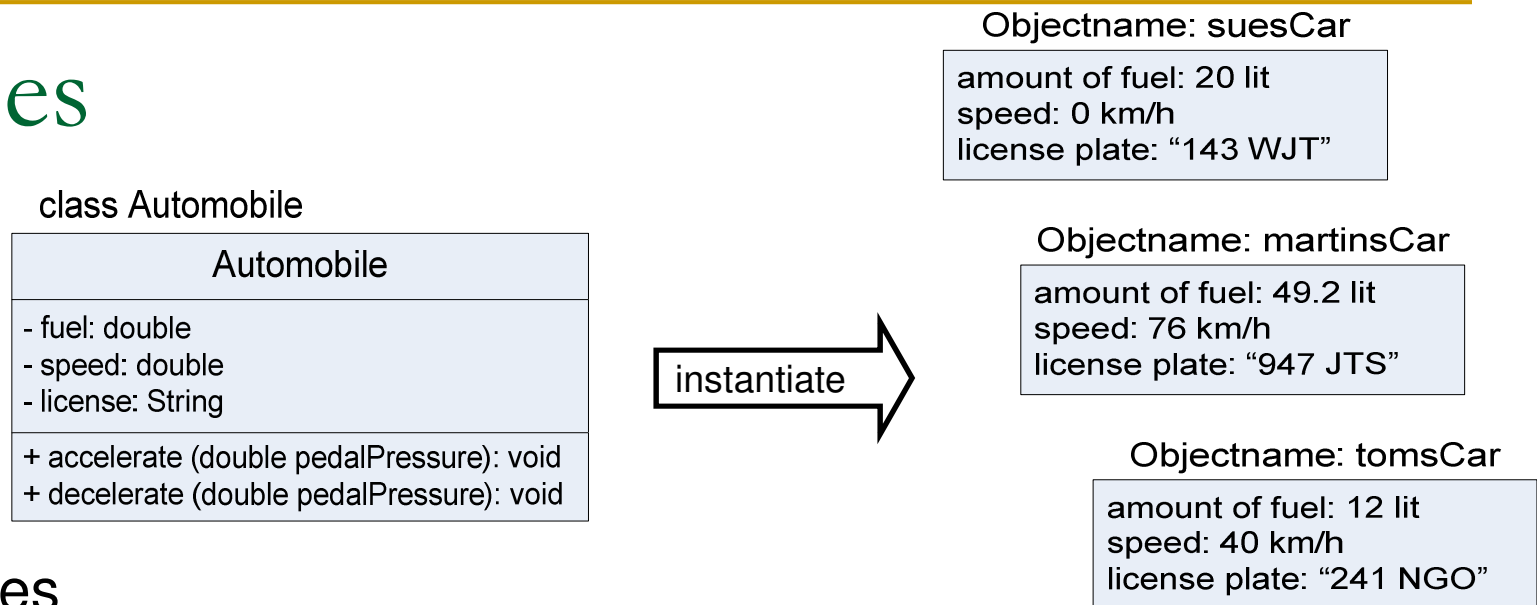 es
class Automobile
Automobile
- fuel: double
- speed: double
- license: String
+ accelerate (double pedalPressure): void
+ decelerate (double pedalPressure): void
es
instantiate
Objectname: suesCar
amount of fuel: 20 lit
speed: 0 km/h
license plate: “143 WJT”
Objectname: martinsCar
amount of fuel: 49.2 lit
speed: 76 km/h
license plate: “947 JTS”
Objectname: tomsCar
amount of fuel: 12 lit
speed: 40 km/h
license plate: “241 NGO”